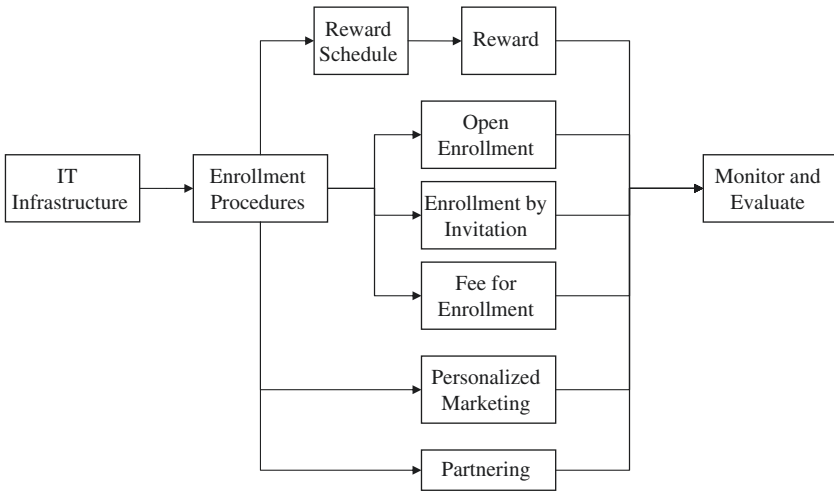 Reward
Schedule
Reward
Open
Enrollment
IT
Infrastructure
Enrollment
Procedures
Enrollment by
Invitation
Monitor and
Evaluate
Fee for
Enrollment
Personalized
Marketing
Partnering